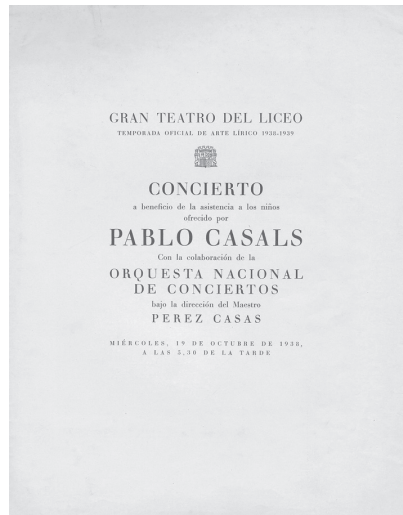 GRAN TEATRO DEL LICEO
TEMPORADA OFICIAL DE ARTE LÍRICO 1938-1939
CONCIERTO
a beneficio de la asistencia a los niños
ofrecido por
PABLO CASALS
Con la colaboración de la
ORQUESTA NACIONAL
DE CONCIERTOS
bajo la dirección del Maestro
PEREZ CASAS
MIÉRCOLES, 19 DE OCTUBRE DE 1938,
A LAS 5,30 DE LA TARDE